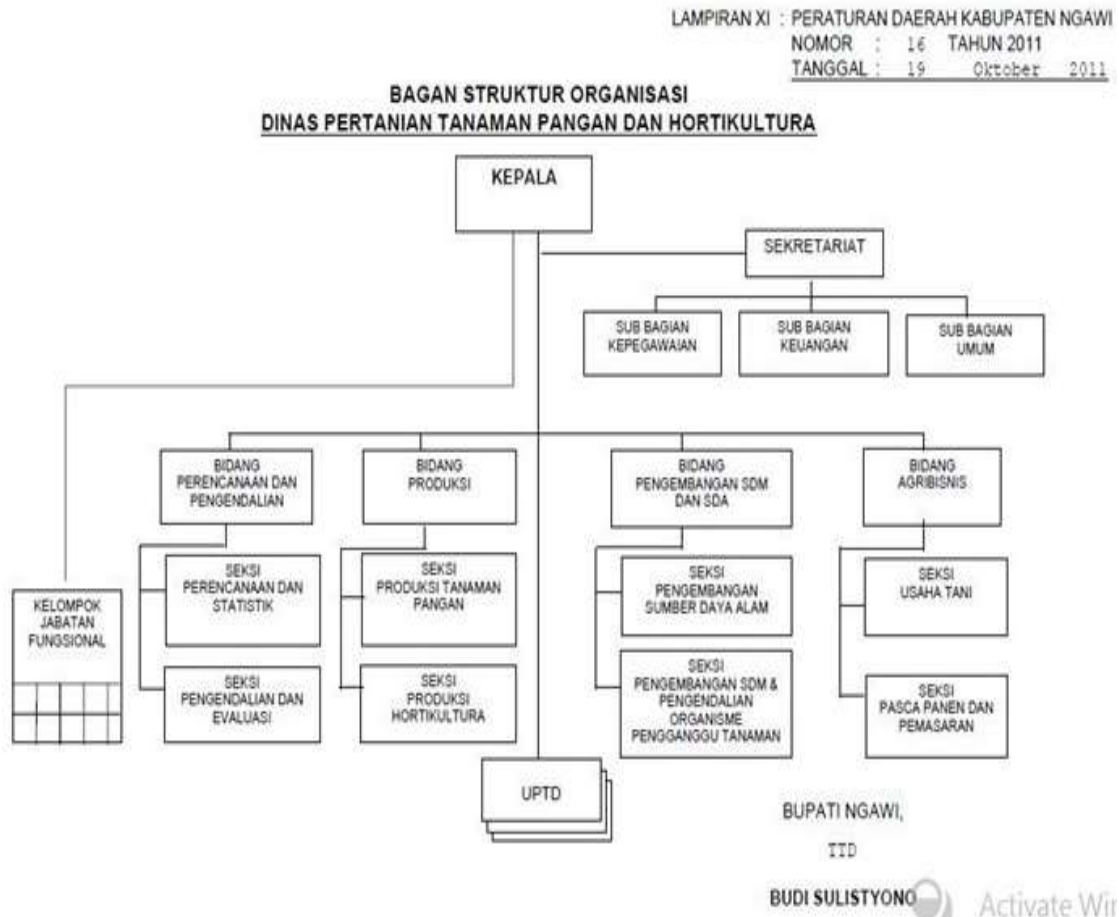 LAMPIRAN XI : PERATURAN DAERAH KABUPATEN NGAWI
NOMOR : 16 TAHUN 2011
TANGGAL : 19 Oktober 2011
BAGAN STRUKTUR ORGANISASI
DINAS PERTANIAN TANAMAN PANGAN DAN HORTIKULTURA
KEPALA
SEKRETARIAT
SUB BAGIAN
KEPEGAWAIAN
SUB BAGIAN
KEUANGAN
SUB BAGIAN
UMUM
BIDANG
PERENCANAAN DAN
PENGENDALIAN
BIDANG
PRODUKSI
BIDANG
PENGEMBANGAN SDM
DAN SDA
BIDANG
AGRIBISNIS
KELOMPOK
JABATAN
FUNGSIONAL
SEKSI
PERENCANAAN DAN
STATISTIK
SEKSI
PRODUKSI TANAMAN
PANGAN
SEKSI
PENGEMBANGAN
SUMBER DAYA ALAM
SEKSI
USAHA TANI
SEKSI
PENGENDALIAN DAN
EVALUASI
SEKSI
PRODUKSI
HORTIKULTURA
SEKSI
PENGEMBANGAN SDM &
PENGENDALIAN
ORGANISME
PENGGANGGU TANAMAN
SEKSI
PASCA PANEN DAN
PEMASARAN
UPTD
BUPATI NGAWI,
TTD
BUDI SULISTYONO
Activate Win